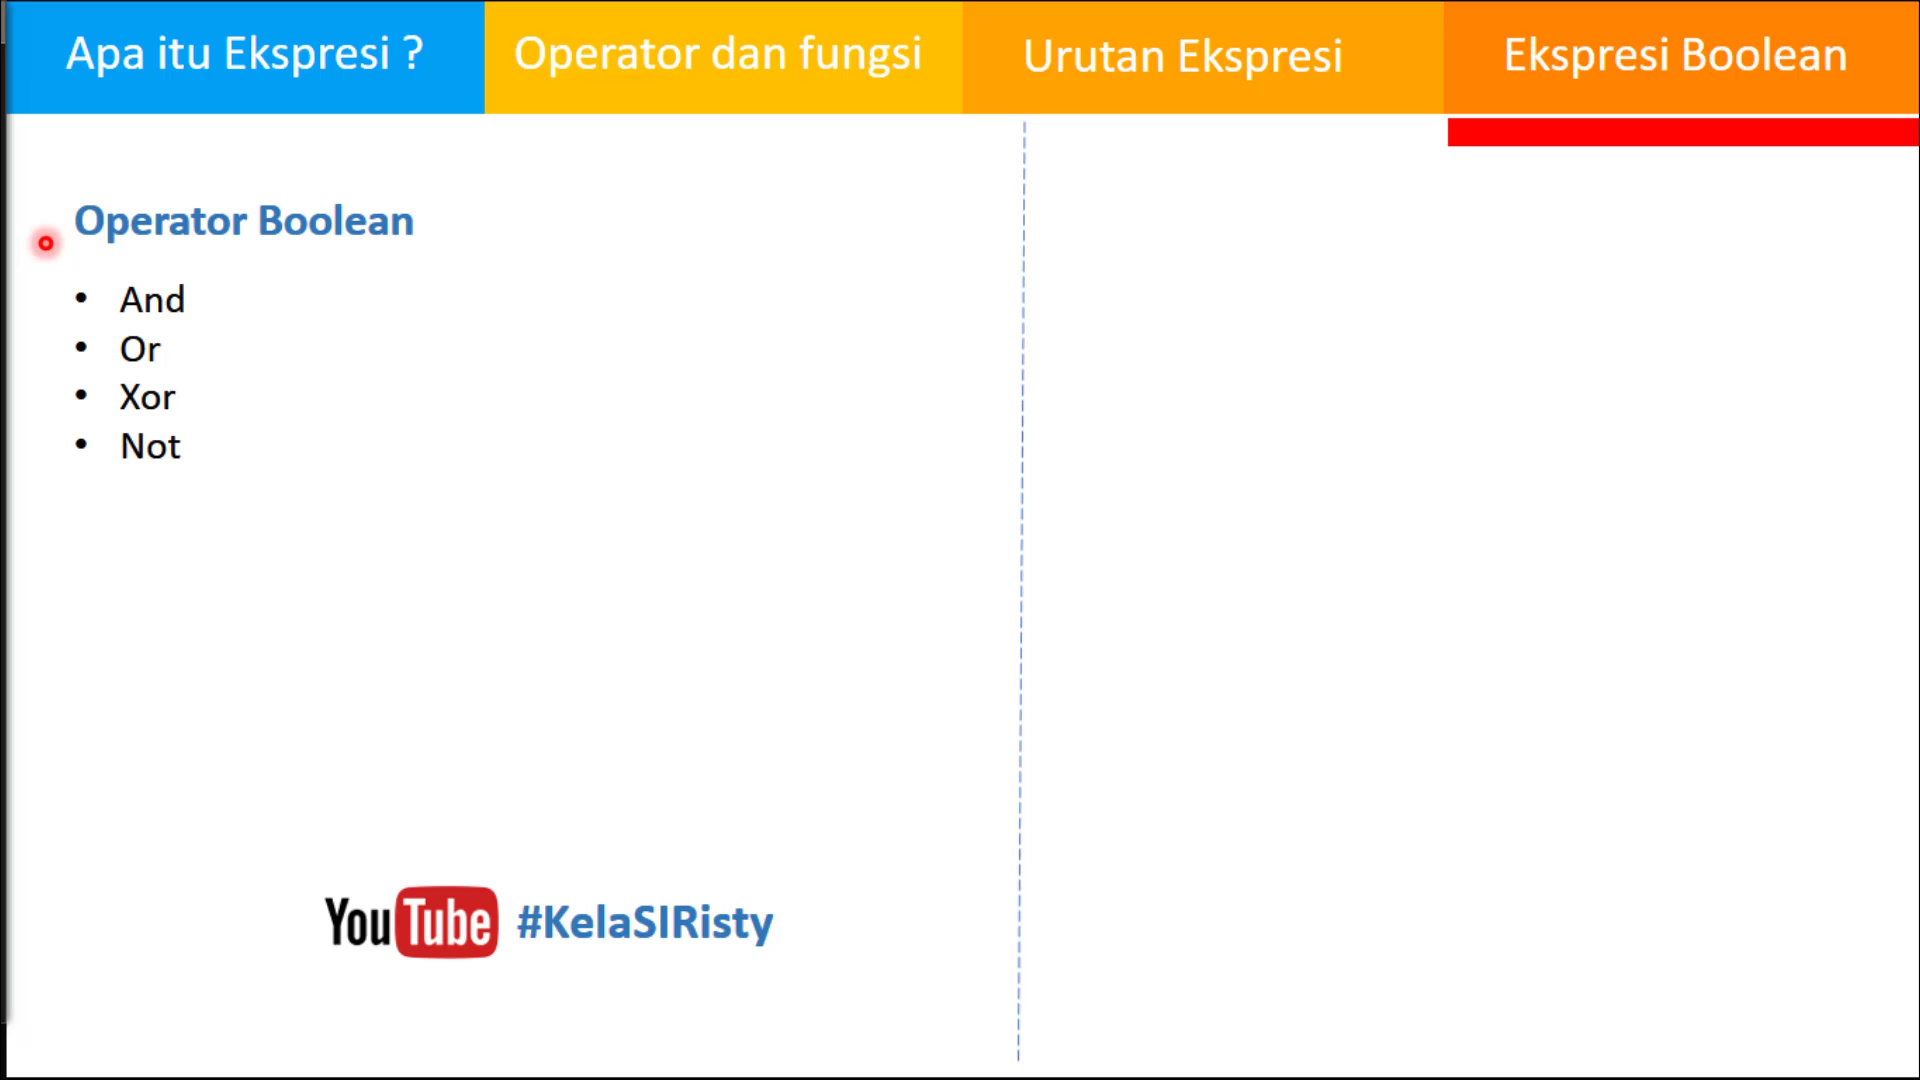 Apa itu Ekspresi ?
Operator dan fungsi
Urutan Ekspresi
Ekspresi Boolean
Operator Boolean
• And
• Or
• Xor
• Not
YouTube #KelaSIRisty